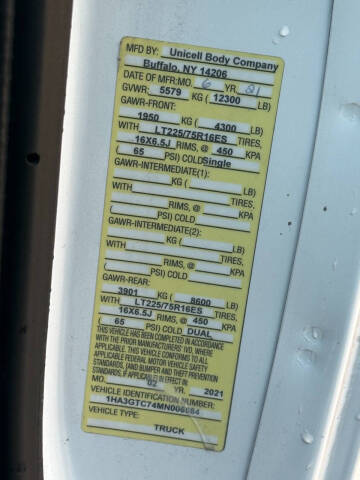 MFD BY: Unicell Body Company
Buffalo, NY 14206
DATE OF MFR:MO. 6 YR. 21
GVWR: 5579 KG ( 12300 LB)
GAWR-FRONT:
1950 KG ( 4300 LB)
WITH LT225/75R16ES TIRES,
16X6.5J RIMS, @ 450 KPA
( 65 PSI) COLD Single
GAWR-INTERMEDIATE(1):
KG ( LB)
WITH TIRES,
RIMS, @ KPA
( PSI) COLD
GAWR-INTERMEDIATE(2):
KG ( LB)
WITH TIRES,
RIMS, @ KPA
( PSI) COLD
GAWR-REAR:
3901 KG ( 8600 LB)
WITH LT225/75R16ES TIRES,
16X6.5J RIMS, @ 450 KPA
( 65 PSI) COLD DUAL
THIS VEHICLE HAS BEEN COMPLETED IN ACCORDANCE
WITH THE PRIOR MANUFACTURERS' IVD, WHERE
APPLICABLE. THIS VEHICLE CONFORMS TO ALL
APPLICABLE FEDERAL MOTOR VEHICLE SAFETY
STANDARDS, [AND BUMPER AND THEFT PREVENTION
STANDARDS, IF APPLICABLE] IN EFFECT IN
MO. 02 YR. 2021
VEHICLE IDENTIFICATION NUMBER:
1HA3GTC74MN006684
VEHICLE TYPE:
TRUCK